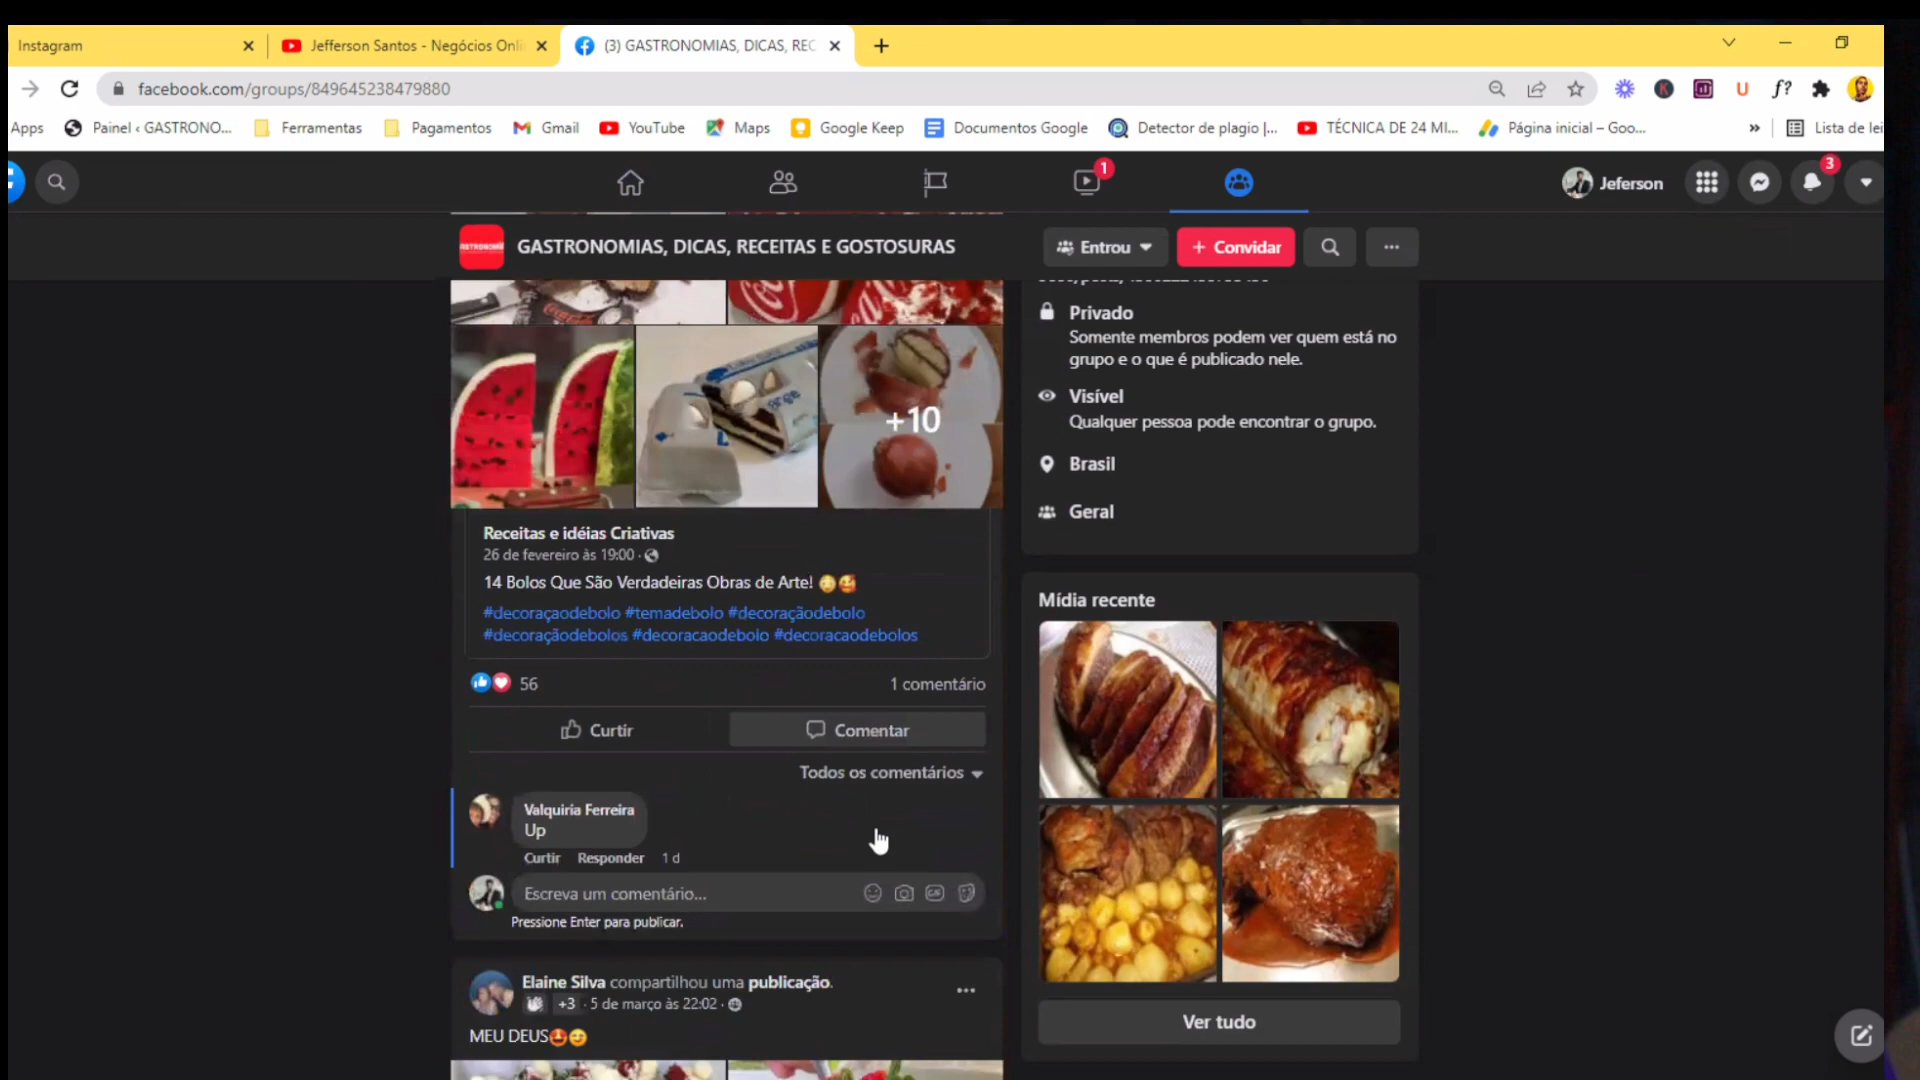 Instagram
Jefferson Santos - Negócios Onli
(3) GASTRONOMIAS, DICAS, REC
facebook.com/groups/849645238479880
Apps
Painel ‹ GASTRONO...
Ferramentas
Pagamentos
Gmail
YouTube
Maps
Google Keep
Documentos Google
Detector de plagio |...
TÉCNICA DE 24 MI...
Página inicial – Goo...
»
Lista de lei
1
Jeferson
3
GASTRONOMIAS, DICAS, RECEITAS E GOSTOSURAS
Entrou
+ Convidar
+10
Receitas e idéias Criativas
26 de fevereiro às 19:00 ·
14 Bolos Que São Verdadeiras Obras de Arte! 😳🥰
#decoraçaodebolo #temadebolo #decoraçãodebolo
#decoraçãodebolos #decoracaodebolo #decoracaodebolos
56
1 comentário
Curtir
Comentar
Todos os comentários
Valquiria Ferreira
Up
Curtir Responder 1 d
Escreva um comentário...
GIF
Pressione Enter para publicar.
Elaine Silva compartilhou uma publicação.
+3 · 5 de março às 22:02 ·
MEU DEUS🤩😋
Privado
Somente membros podem ver quem está no
grupo e o que é publicado nele.
Visível
Qualquer pessoa pode encontrar o grupo.
Brasil
Geral
Mídia recente
Ver tudo